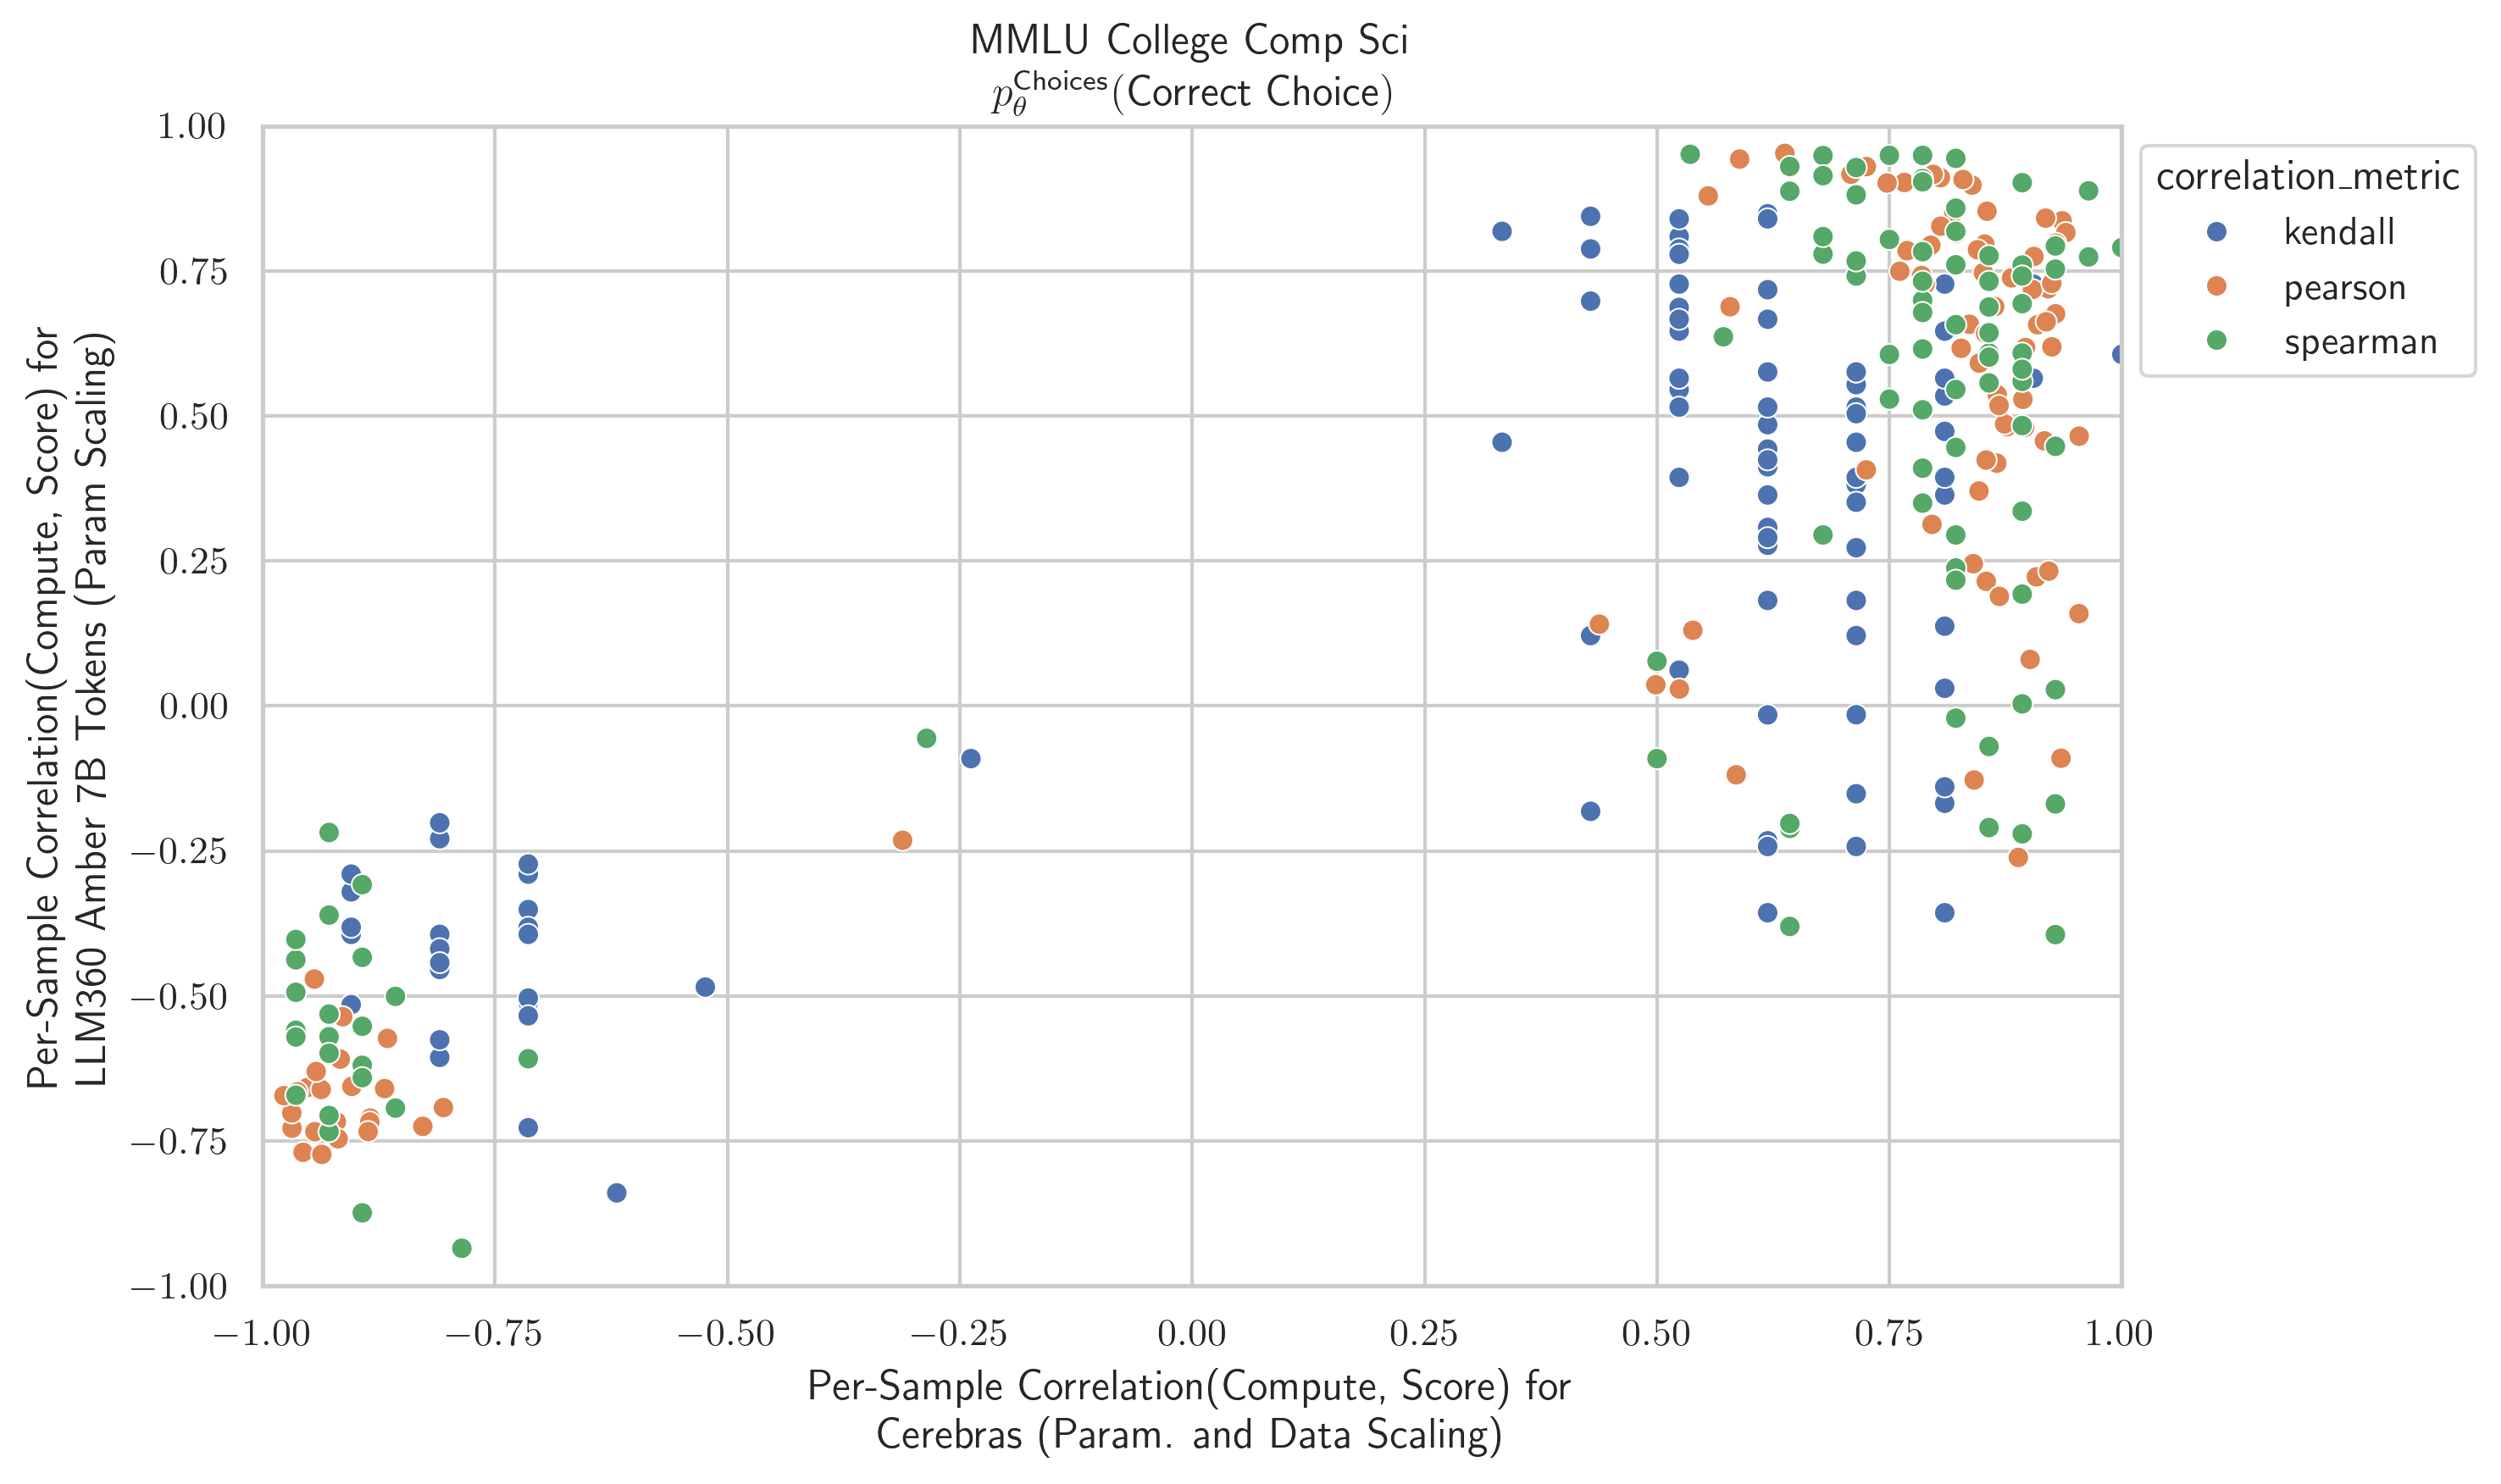 MMLU College Comp Sci
p_θ^Choices(Correct Choice)
1.00
0.75
0.50
0.25
0.00
−0.25
−0.50
−0.75
−1.00
Per-Sample Correlation(Compute, Score) for
LLM360 Amber 7B Tokens (Param Scaling)
correlation_metric
kendall
pearson
spearman
−1.00 −0.75 −0.50 −0.25 0.00 0.25 0.50 0.75 1.00
Per-Sample Correlation(Compute, Score) for
Cerebras (Param. and Data Scaling)